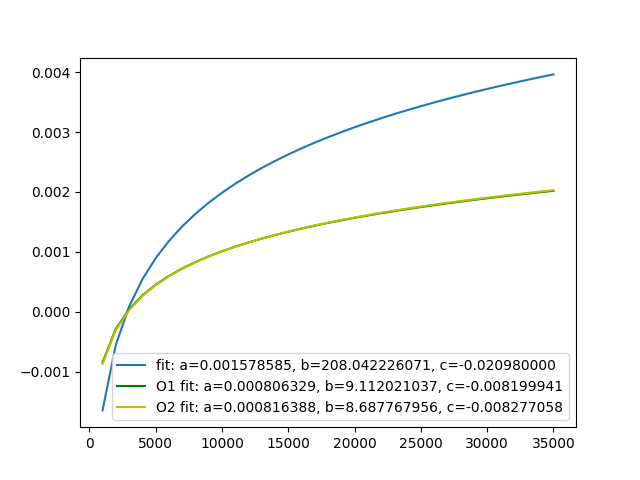 0.004
0.003
0.002
0.001
0.000
−0.001
fit: a=0.001578585, b=208.042226071, c=-0.020980000
O1 fit: a=0.000806329, b=9.112021037, c=-0.008199941
O2 fit: a=0.000816388, b=8.687767956, c=-0.008277058
0 5000 10000 15000 20000 25000 30000 35000